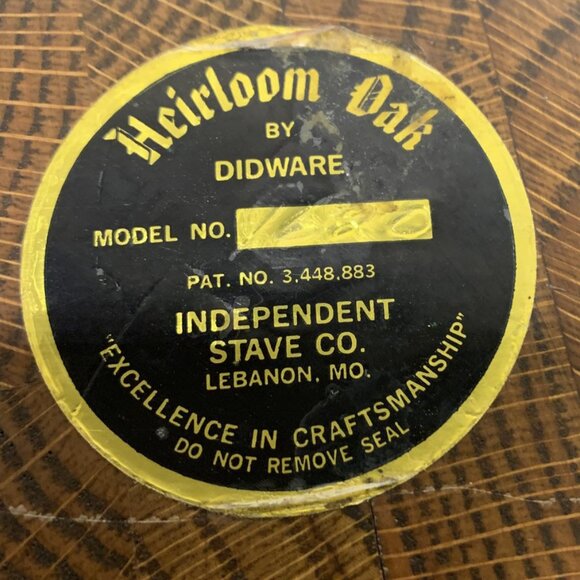 Heirloom Oak
BY
DIDWARE
MODEL NO.
PAT. NO. 3,448,883
INDEPENDENT
STAVE CO.
LEBANON, MO.
"EXCELLENCE IN CRAFTSMANSHIP"
DO NOT REMOVE SEAL